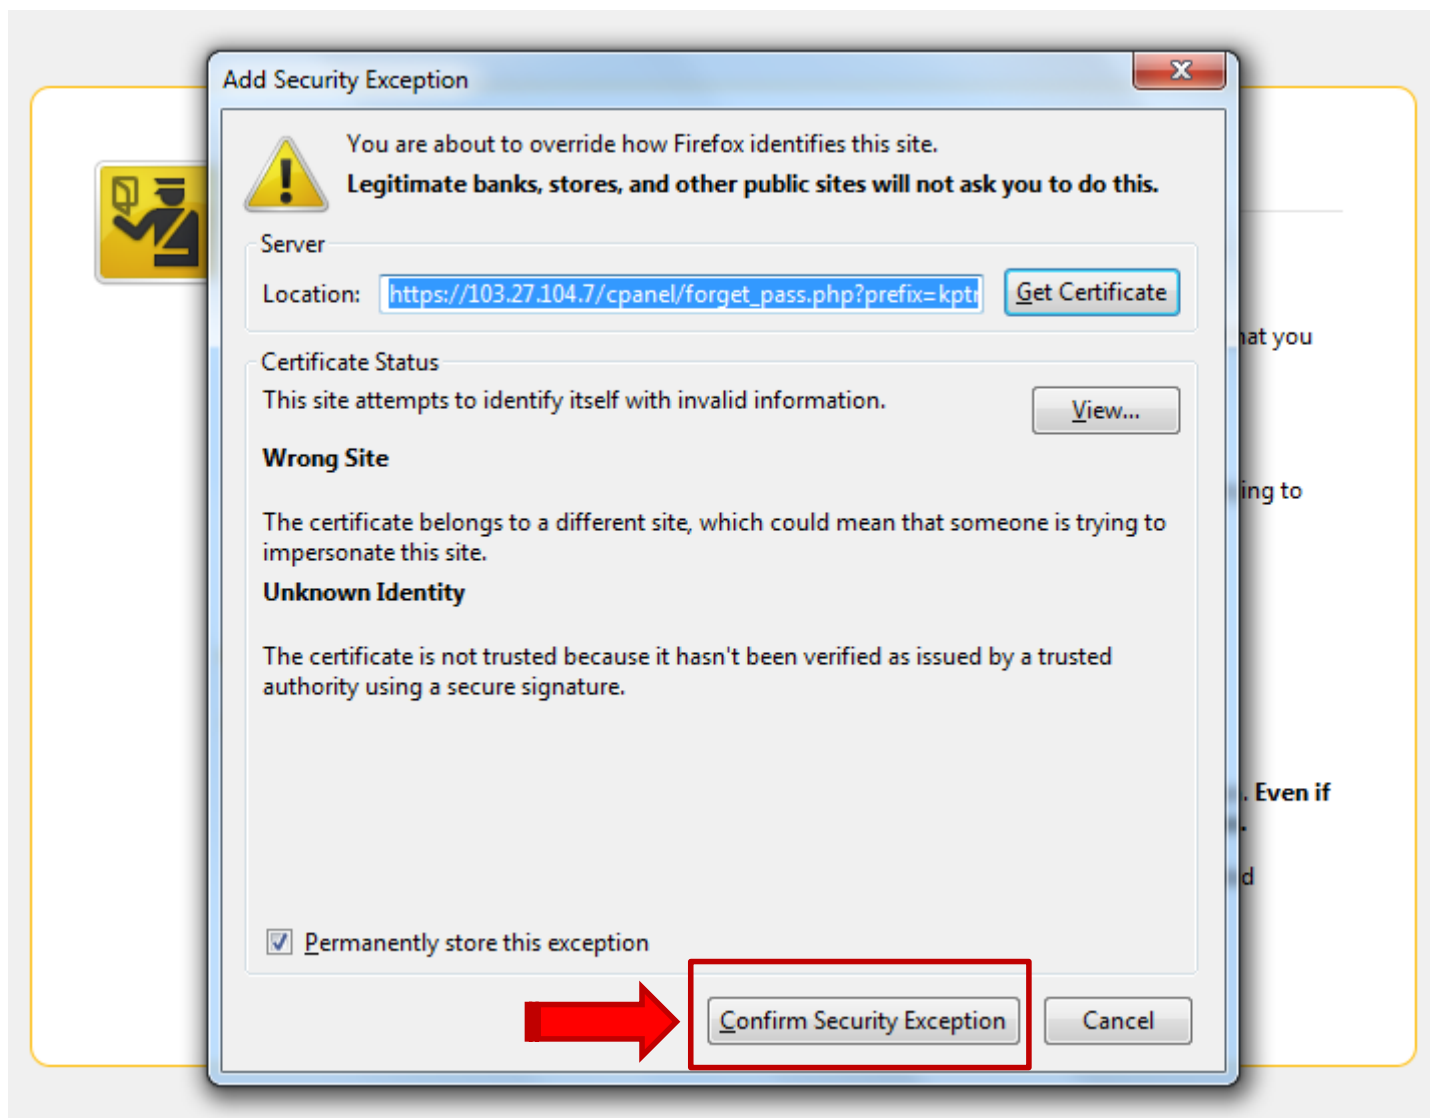 Add Security Exception
You are about to override how Firefox identifies this site.
Legitimate banks, stores, and other public sites will not ask you to do this.
Server
Location: https://103.27.104.7/cpanel/forget_pass.php?prefix=kptr Get Certificate
hat you
Certificate Status
This site attempts to identify itself with invalid information.
View...
Wrong Site
ing to
The certificate belongs to a different site, which could mean that someone is trying to
impersonate this site.
Unknown Identity
The certificate is not trusted because it hasn't been verified as issued by a trusted
authority using a secure signature.
. Even if
.
d
Permanently store this exception
Confirm Security Exception Cancel